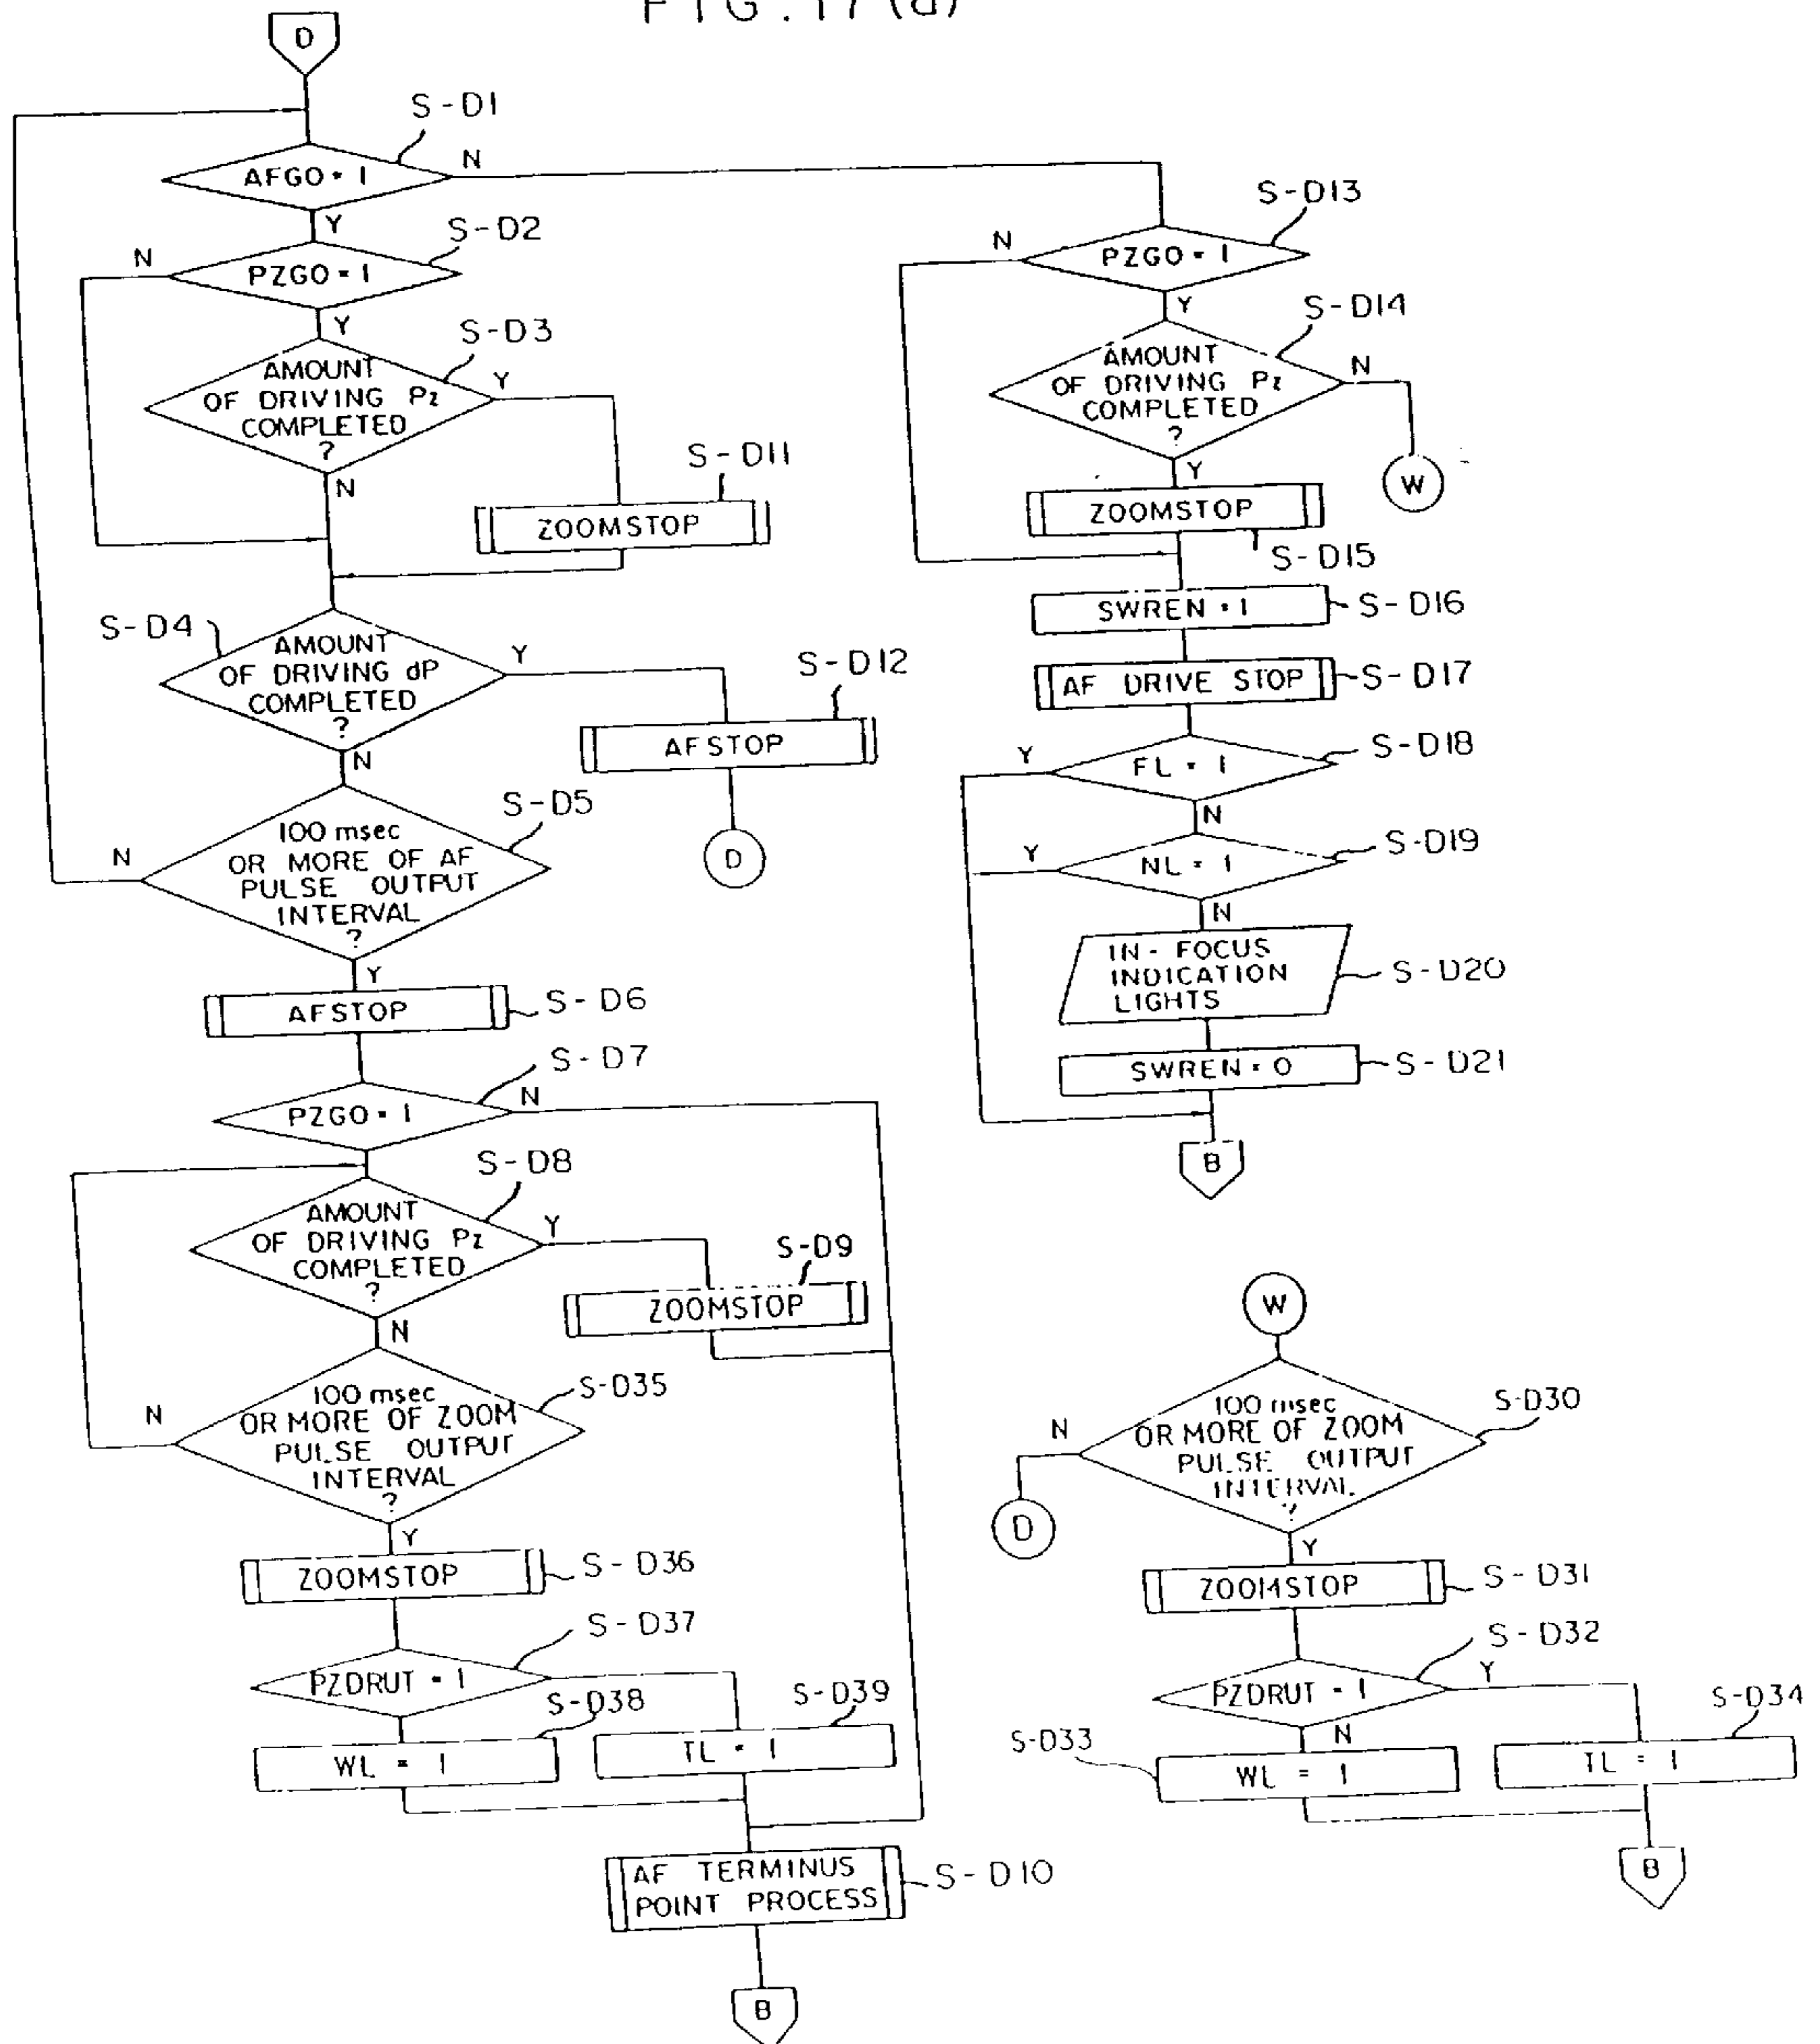 FIG. 17 (a)
D
S-D1
AFGO = 1
N
Y
S-D2
N
PZGO = 1
Y
S-D3
AMOUNT
OF DRIVING Pz
COMPLETED
?
Y
N
S-D11
ZOOMSTOP
S-D4
AMOUNT
OF DRIVING dP
COMPLETED
?
Y
N
S-D12
AFSTOP
D
S-D5
100 msec
OR MORE OF AF
PULSE OUTPUT
INTERVAL
?
N
Y
AFSTOP
S-D6
S-D7
PZGO = 1
N
S-D8
AMOUNT
OF DRIVING Pz
COMPLETED
?
Y
N
S-D9
ZOOMSTOP
S-D35
100 msec
OR MORE OF ZOOM
PULSE OUTPUT
INTERVAL
?
N
Y
ZOOMSTOP
S-D36
S-D37
PZDRUT = 1
S-D38
WL = 1
S-D39
TL = 1
AF TERMINUS
POINT PROCESS
S-D10
B
S-D13
N
PZGO = 1
Y
S-D14
AMOUNT
OF DRIVING Pz
COMPLETED
?
N
W
Y
ZOOMSTOP
S-D15
SWREN = 1
S-D16
AF DRIVE STOP
S-D17
Y
FL = 1
S-D18
N
Y
NL = 1
S-D19
N
IN-FOCUS
INDICATION
LIGHTS
S-D20
SWREN = 0
S-D21
B
W
S-D30
100 msec
OR MORE OF ZOOM
PULSE OUTPUT
INTERVAL
?
N
D
Y
ZOOMSTOP
S-D31
S-D32
PZDRUT = 1
Y
N
S-D33
WL = 1
S-D34
TL = 1
B